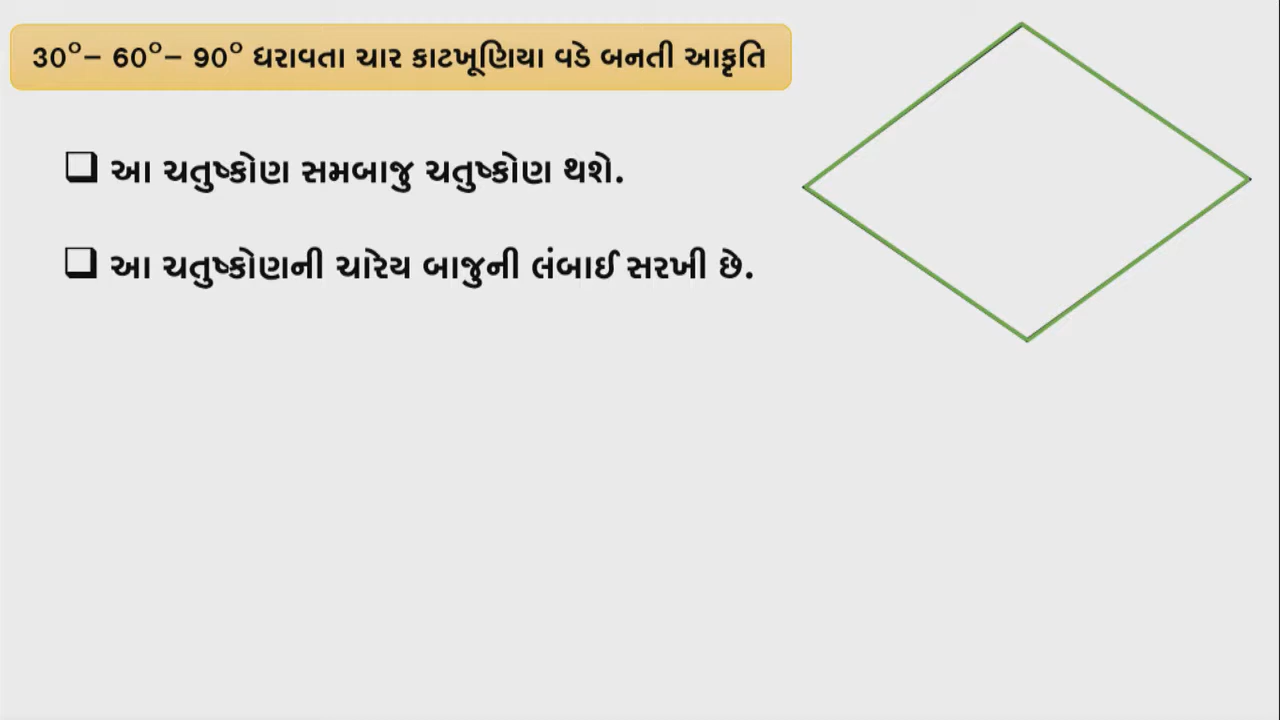 30°– 60°– 90° ધરાવતા ચાર કાટખૂણિયા વડે બનતી આકૃતિ
❑ આ ચતુષ્કોણ સમબાજુ ચતુષ્કોણ થશે.
❑ આ ચતુષ્કોણની ચારેય બાજુની લંબાઈ સરખી છે.